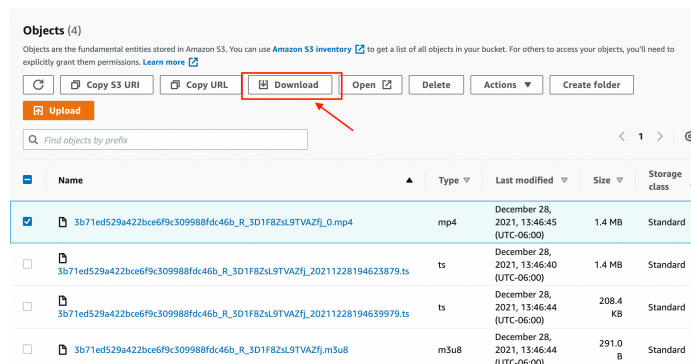 Objects (4)
Objects are the fundamental entities stored in Amazon S3. You can use Amazon S3 inventory to get a list of all objects in your bucket. For others to access your objects, you'll need to
explicitly grant them permissions. Learn more
Copy S3 URI Copy URL Download Open Delete Actions Create folder
Upload
Find objects by prefix 1
Name Type Last modified Size Storage class
3b71ed529a422bce6f9c309988fdc46b_R_3D1F8ZsL9TVAZfj_0.mp4 mp4 December 28, 2021, 13:46:45 (UTC-06:00) 1.4 MB Standard
3b71ed529a422bce6f9c309988fdc46b_R_3D1F8ZsL9TVAZfj_20211228194623879.ts ts December 28, 2021, 13:46:40 (UTC-06:00) 1.4 MB Standard
3b71ed529a422bce6f9c309988fdc46b_R_3D1F8ZsL9TVAZfj_20211228194639979.ts ts December 28, 2021, 13:46:44 (UTC-06:00) 208.4 KB Standard
3b71ed529a422bce6f9c309988fdc46b_R_3D1F8ZsL9TVAZfj.m3u8 m3u8 December 28, 2021, 13:46:44 (UTC-06:00) 291.0 B Standard